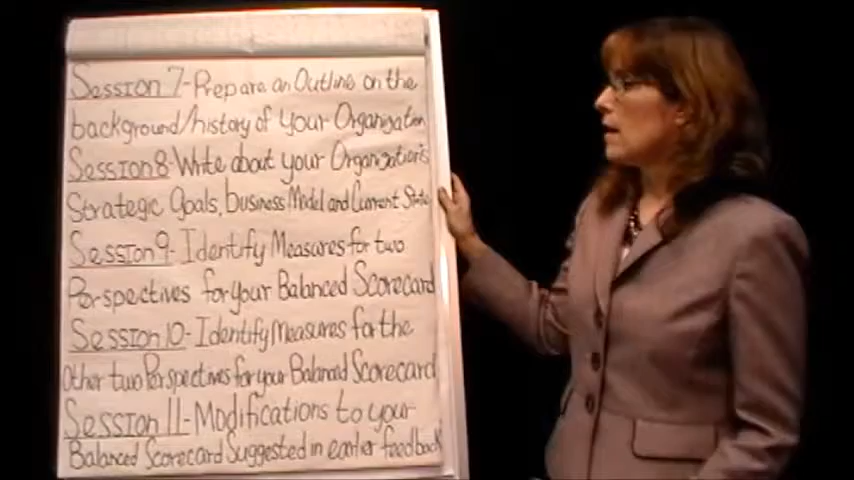 Session 7-Prepare an Outline on the
background/history of your Organization
Session 8-Write about your Organization's
Strategic Goals, business Model and Current State
Session 9-Identify Measures for two
Perspectives for your Balanced Scorecard
Session 10-Identify Measures for the
Other two Perspectives for your Balanced Scorecard
Session 11-Modifications to your
Balanced Scorecard Suggested in earlier feedback